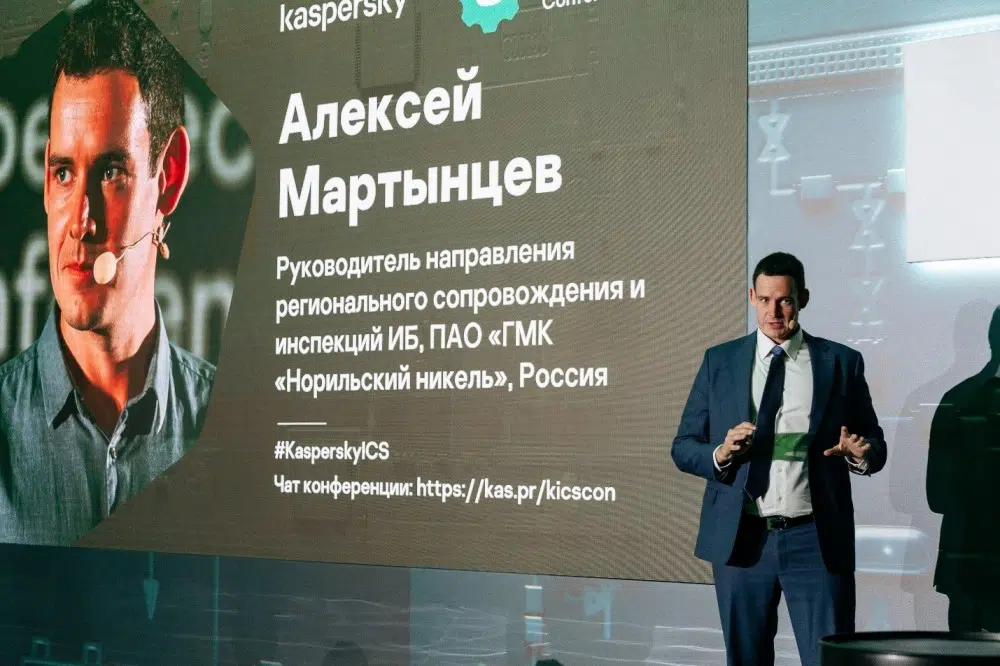 kaspersky
Алексей
Мартынцев
Руководитель направления
регионального сопровождения и
инспекций ИБ, ПАО «ГМК
«Норильский никель», Россия
#KasperskyICS
Чат конференции: https://kas.pr/kicscon